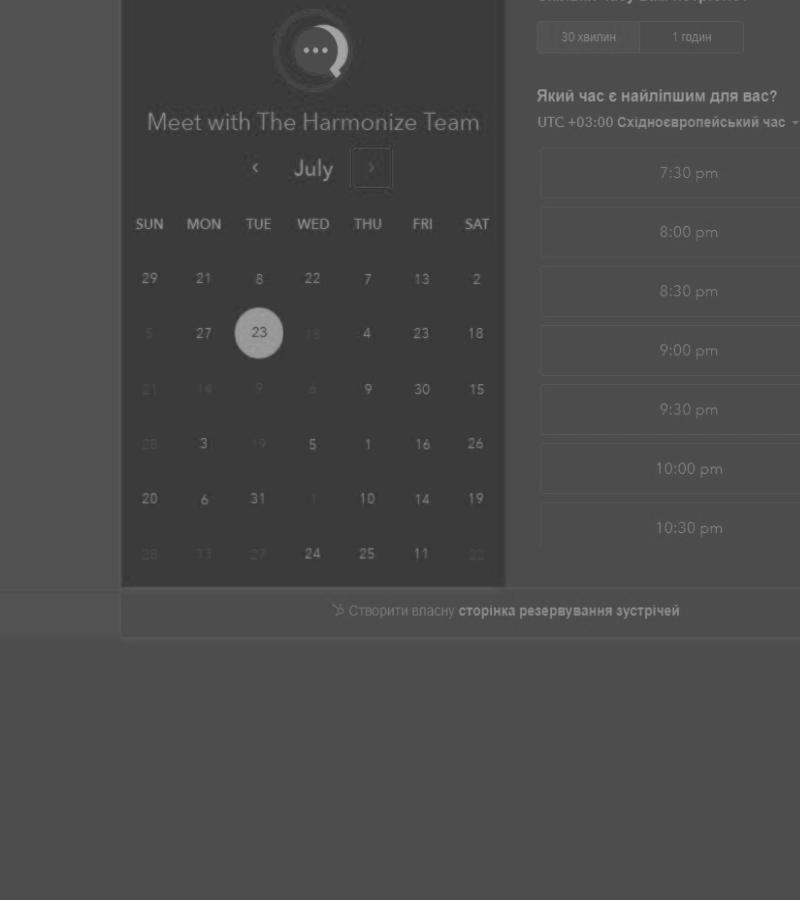 30 хвилин 1 годин
Який час є найліпшим для вас?
UTC +03:00 Східноєвропейський час
Meet with The Harmonize Team
July
SUN MON TUE WED THU FRI SAT
29 21 8 22 7 13 2
5 27 23 18 4 23 18
21 14 9 6 9 30 15
28 3 19 5 1 16 26
20 6 31 1 10 14 19
28 13 27 24 25 11 22
7:30 pm
8:00 pm
8:30 pm
9:00 pm
9:30 pm
10:00 pm
10:30 pm
Створити власну сторінка резервування зустрічей